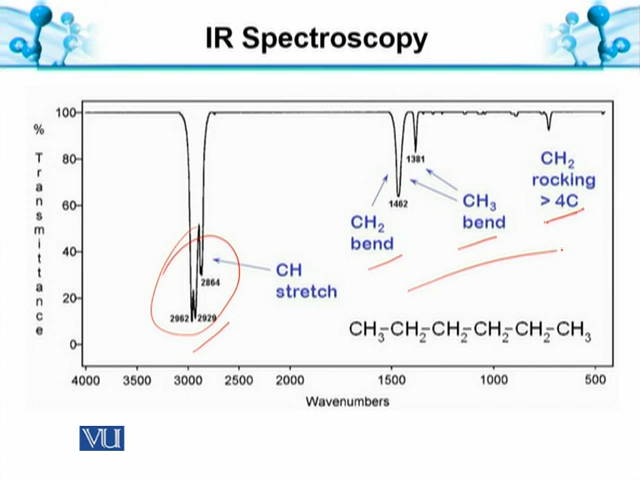 IR Spectroscopy
% Transmittance
100
80
60
40
20
0
2962
2929
2864
CH stretch
CH₂ bend
1462
1381
CH₃ bend
CH₂ rocking > 4C
CH₃-CH₂-CH₂-CH₂-CH₂-CH₃
4000 3500 3000 2500 2000 1500 1000 500
Wavenumbers
VU